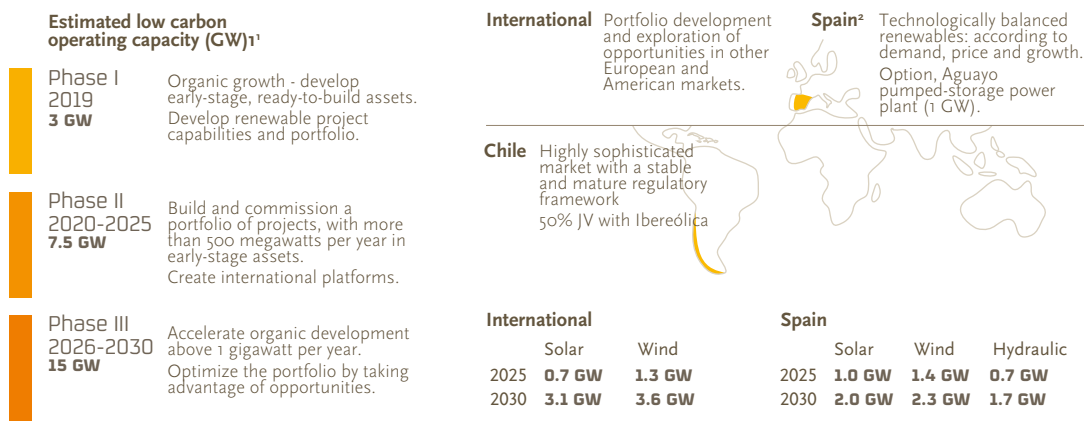 Estimated low carbon
operating capacity (GW)1¹
Phase I
2019
3 GW
Organic growth - develop
early-stage, ready-to-build assets.
Develop renewable project
capabilities and portfolio.
Phase II
2020-2025
7.5 GW
Build and commission a
portfolio of projects, with more
than 500 megawatts per year in
early-stage assets.
Create international platforms.
Phase III
2026-2030
15 GW
Accelerate organic development
above 1 gigawatt per year.
Optimize the portfolio by taking
advantage of opportunities.
International
Portfolio development
and exploration of
opportunities in other
European and
American markets.
Spain²
Technologically balanced
renewables: according to
demand, price and growth.
Option, Aguayo
pumped-storage power
plant (1 GW).
Chile
Highly sophisticated
market with a stable
and mature regulatory
framework
50% JV with Ibereólica
International
Solar Wind
2025 0.7 GW 1.3 GW
2030 3.1 GW 3.6 GW
Spain
Solar Wind Hydraulic
2025 1.0 GW 1.4 GW 0.7 GW
2030 2.0 GW 2.3 GW 1.7 GW